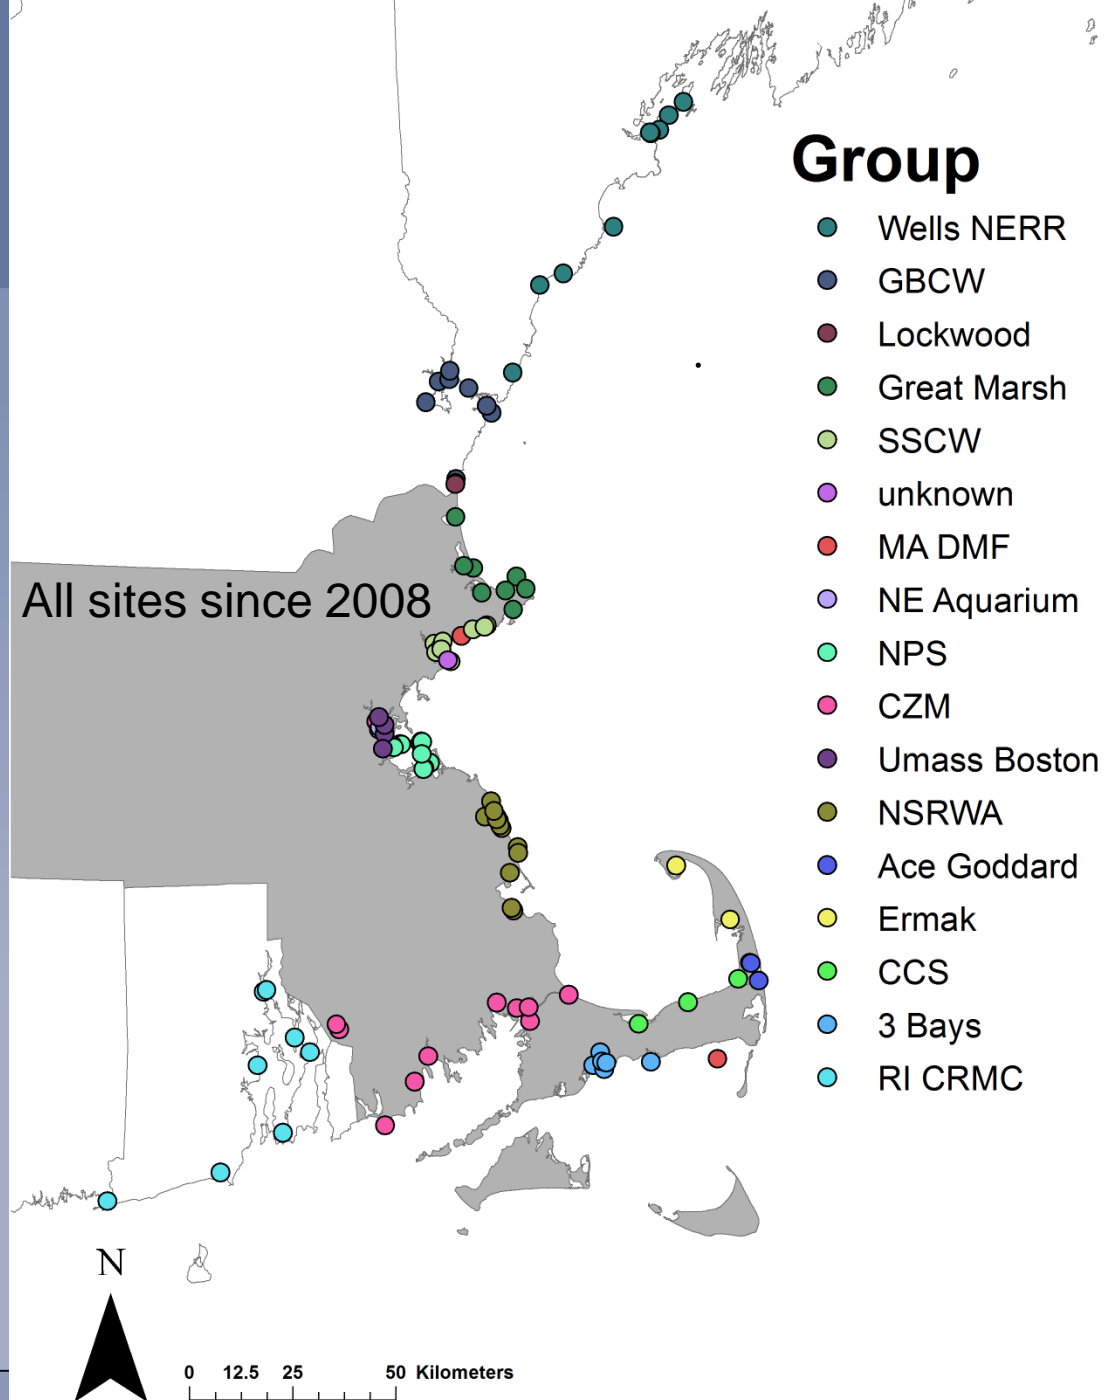 Group
Wells NERR
GBCW
Lockwood
Great Marsh
SSCW
unknown
MA DMF
NE Aquarium
NPS
CZM
Umass Boston
NSRWA
Ace Goddard
Ermak
CCS
3 Bays
RI CRMC
All sites since 2008
N
0 12.5 25 50 Kilometers